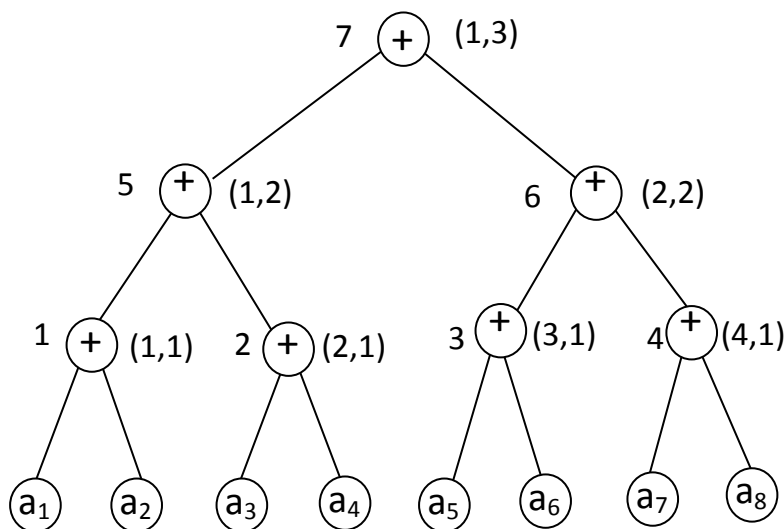 7 + (1,3)
5 + (1,2) 6 + (2,2)
1 + (1,1) 2 + (2,1) 3 + (3,1) 4 + (4,1)
a₁ a₂ a₃ a₄ a₅ a₆ a₇ a₈